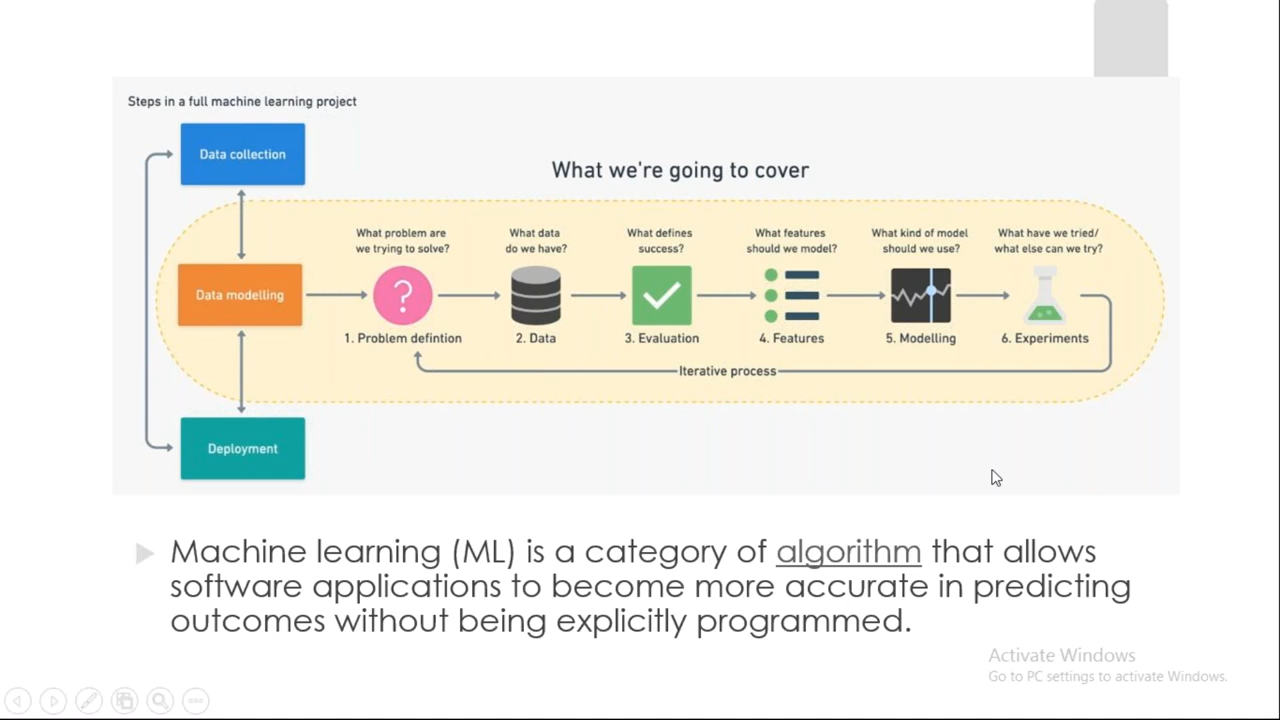 Steps in a full machine learning project
Data collection
What we're going to cover
What problem are
we trying to solve?
What data
do we have?
What defines
success?
What features
should we model?
What kind of model
should we use?
What have we tried/
what else can we try?
Data modelling
?
1. Problem defintion
2. Data
3. Evaluation
4. Features
5. Modelling
6. Experiments
Iterative process
Deployment
Machine learning (ML) is a category of algorithm that allows
software applications to become more accurate in predicting
outcomes without being explicitly programmed.
Activate Windows
Go to PC settings to activate Windows.